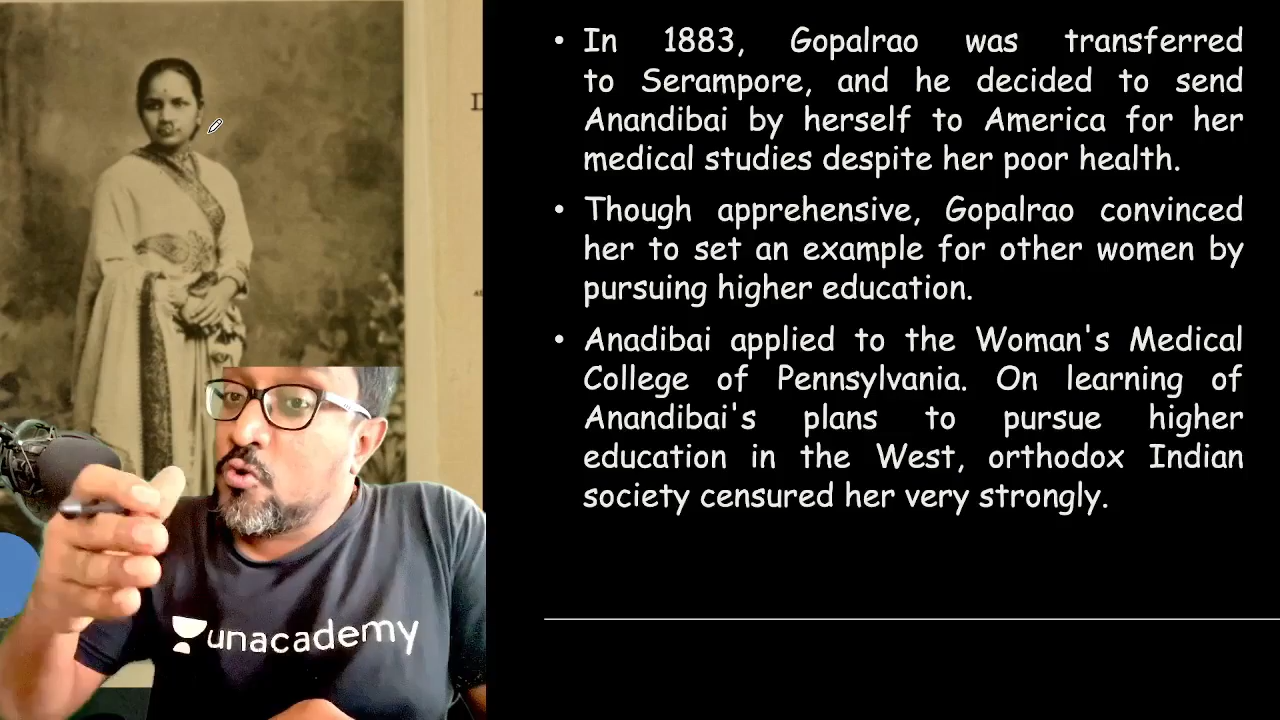 In 1883, Gopalrao was transferred
to Serampore, and he decided to send
Anandibai by herself to America for her
medical studies despite her poor health.
Though apprehensive, Gopalrao convinced
her to set an example for other women by
pursuing higher education.
Anadibai applied to the Woman's Medical
College of Pennsylvania. On learning of
Anandibai's plans to pursue higher
education in the West, orthodox Indian
society censured her very strongly.
unacademy